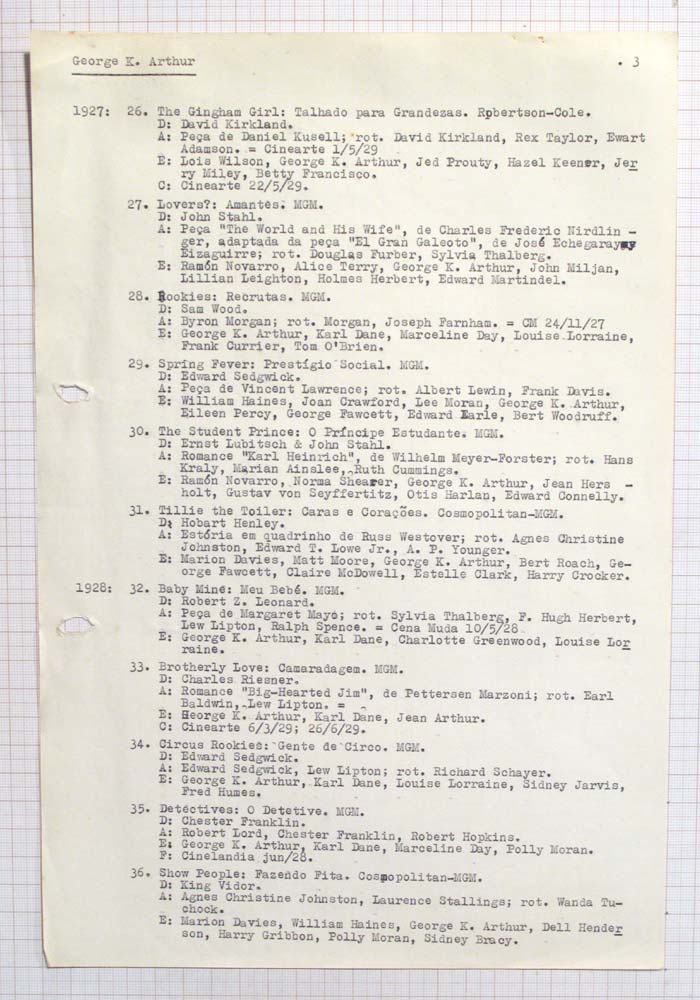 George K. Arthur . 3
1927: 26. The Gingham Girl: Talhado para Grandezas. Robertson-Cole.
D: David Kirkland.
A: Peça de Daniel Kusell; rot. David Kirkland, Rex Taylor, Ewart
Adamson. = Cinearte 1/5/29
E: Lois Wilson, George K. Arthur, Jed Prouty, Hazel Keener, Jer
ry Miley, Betty Francisco.
C: Cinearte 22/5/29.
27. Lovers?: Amantes. MGM.
D: John Stahl.
A: Peça "The World and His Wife", de Charles Frederic Nirdlin -
ger, adaptada da peça "El Gran Galeoto", de José Echegaray
Eizaguirre; rot. Douglas Furber, Sylvia Thalberg.
E: Ramón Novarro, Alice Terry, George K. Arthur, John Miljan,
Lillian Leighton, Holmes Herbert, Edward Martindel.
28. Rookies: Recrutas. MGM.
D: Sam Wood.
A: Byron Morgan; rot. Morgan, Joseph Farnham. = CM 24/11/27
E: George K. Arthur, Karl Dane, Marceline Day, Louise Lorraine,
Frank Currier, Tom O'Brien.
29. Spring Fever: Prestígio Social. MGM.
D: Edward Sedgwick.
A: Peça de Vincent Lawrence; rot. Albert Lewin, Frank Davis.
E: William Haines, Joan Crawford, Lee Moran, George K. Arthur,
Eileen Percy, George Fawcett, Edward Earle, Bert Woodruff.
30. The Student Prince: O Príncipe Estudante. MGM.
D: Ernst Lubitsch & John Stahl.
A: Romance "Karl Heinrich", de Wilhelm Meyer-Forster; rot. Hans
Kraly, Marian Ainslee, Ruth Cummings.
E: Ramón Novarro, Norma Shearer, George K. Arthur, Jean Hers -
holt, Gustav von Seyffertitz, Otis Harlan, Edward Connelly.
31. Tillie the Toiler: Caras e Corações. Cosmopolitan-MGM.
D: Hobart Henley.
A: Estória em quadrinho de Russ Westover; rot. Agnes Christine
Johnston, Edward T. Lowe Jr., A. P. Younger.
E: Marion Davies, Matt Moore, George K. Arthur, Bert Roach, Ge-
orge Fawcett, Claire McDowell, Estelle Clark, Harry Crocker.
1928: 32. Baby Mine: Meu Bebé. MGM.
D: Robert Z. Leonard.
A: Peça de Margaret Mayo; rot. Sylvia Thalberg, F. Hugh Herbert,
Lew Lipton, Ralph Spence. = Cena Muda 10/5/28
E: George K. Arthur, Karl Dane, Charlotte Greenwood, Louise Lor
raine.
33. Brotherly Love: Camaradagem. MGM.
D: Charles Riesner.
A: Romance "Big-Hearted Jim", de Pettersen Marzoni; rot. Earl
Baldwin, Lew Lipton. =
E: Heorge K. Arthur, Karl Dane, Jean Arthur.
C: Cinearte 6/3/29; 26/6/29.
34. Circus Rookies: Gente de Circo. MGM.
D: Edward Sedgwick.
A: Edward Sedgwick, Lew Lipton; rot. Richard Schayer.
E: George K. Arthur, Karl Dane, Louise Lorraine, Sidney Jarvis,
Fred Humes.
35. Detectives: O Detetive. MGM.
D: Chester Franklin.
A: Robert Lord, Chester Franklin, Robert Hopkins.
E: George K. Arthur, Karl Dane, Marceline Day, Polly Moran.
F: Cinelandia jun/28.
36. Show People: Fazendo Fita. Cosmopolitan-MGM.
D: King Vidor.
A: Agnes Christine Johnston, Laurence Stallings; rot. Wanda Tu-
chock.
E: Marion Davies, William Haines, George K. Arthur, Dell Hender
son, Harry Gribbon, Polly Moran, Sidney Bracy.